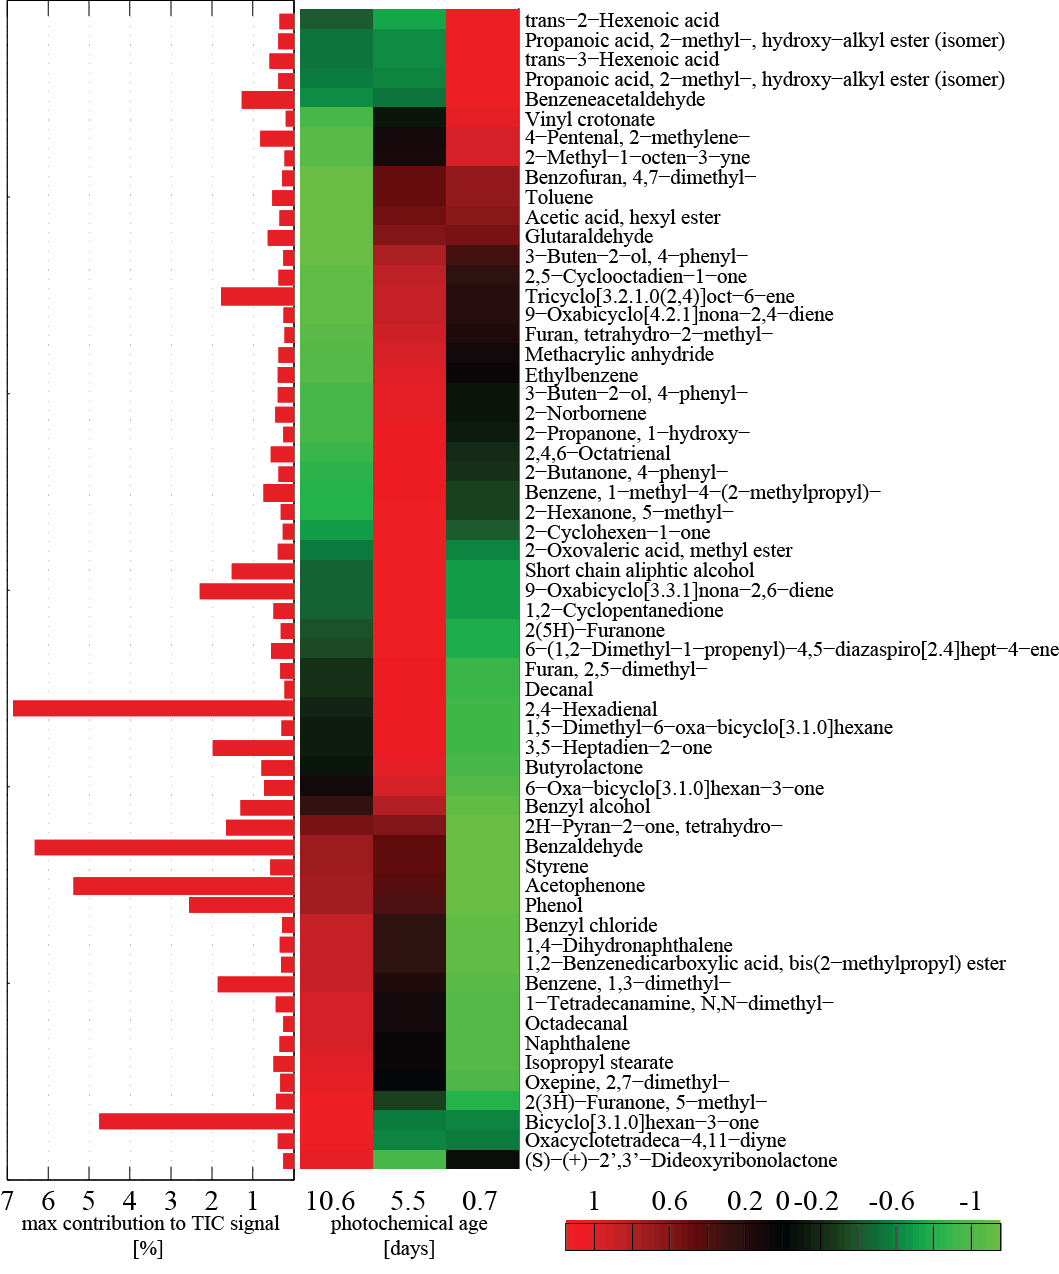 trans−2−Hexenoic acid
Propanoic acid, 2−methyl−, hydroxy−alkyl ester (isomer)
trans−3−Hexenoic acid
Propanoic acid, 2−methyl−, hydroxy−alkyl ester (isomer)
Benzeneacetaldehyde
Vinyl crotonate
4−Pentenal, 2−methylene−
2−Methyl−1−octen−3−yne
Benzofuran, 4,7−dimethyl−
Toluene
Acetic acid, hexyl ester
Glutaraldehyde
3−Buten−2−ol, 4−phenyl−
2,5−Cyclooctadien−1−one
Tricyclo[3.2.1.0(2,4)]oct−6−ene
9−Oxabicyclo[4.2.1]nona−2,4−diene
Furan, tetrahydro−2−methyl−
Methacrylic anhydride
Ethylbenzene
3−Buten−2−ol, 4−phenyl−
2−Norbornene
2−Propanone, 1−hydroxy−
2,4,6−Octatrienal
2−Butanone, 4−phenyl−
Benzene, 1−methyl−4−(2−methylpropyl)−
2−Hexanone, 5−methyl−
2−Cyclohexen−1−one
2−Oxovaleric acid, methyl ester
Short chain aliphtic alcohol
9−Oxabicyclo[3.3.1]nona−2,6−diene
1,2−Cyclopentanedione
2(5H)−Furanone
6−(1,2−Dimethyl−1−propenyl)−4,5−diazaspiro[2.4]hept−4−ene
Furan, 2,5−dimethyl−
Decanal
2,4−Hexadienal
1,5−Dimethyl−6−oxa−bicyclo[3.1.0]hexane
3,5−Heptadien−2−one
Butyrolactone
6−Oxa−bicyclo[3.1.0]hexan−3−one
Benzyl alcohol
2H−Pyran−2−one, tetrahydro−
Benzaldehyde
Styrene
Acetophenone
Phenol
Benzyl chloride
1,4−Dihydronaphthalene
1,2−Benzenedicarboxylic acid, bis(2−methylpropyl) ester
Benzene, 1,3−dimethyl−
1−Tetradecanamine, N,N−dimethyl−
Octadecanal
Naphthalene
Isopropyl stearate
Oxepine, 2,7−dimethyl−
2(3H)−Furanone, 5−methyl−
Bicyclo[3.1.0]hexan−3−one
Oxacyclotetradeca−4,11−diyne
(S)−(+)−2’,3’−Dideoxyribonolactone
7 6 5 4 3 2 1
max contribution to TIC signal
[%]
10.6 5.5 0.7
photochemical age
[days]
1 0.6 0.2 0 -0.2 -0.6 -1